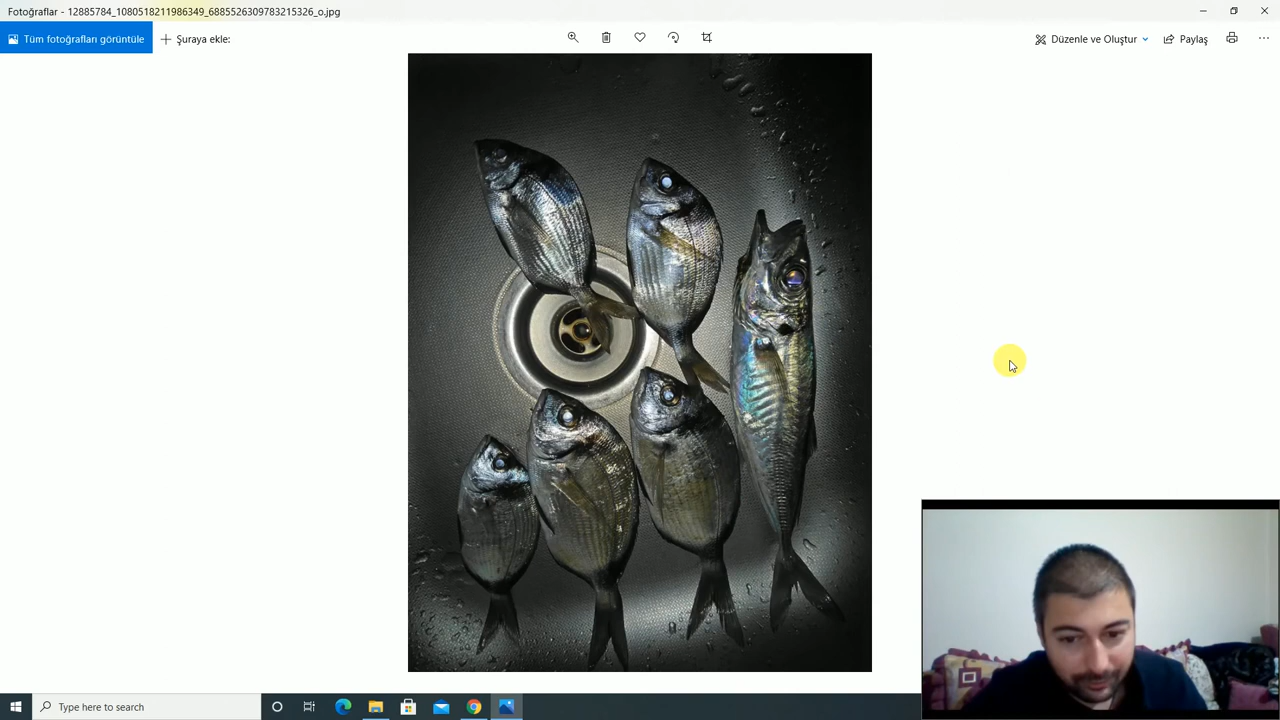 Fotoğraflar - 12885784_1080518211986349_6885526309783215326_o.jpg
Tüm fotoğrafları görüntüle
Şuraya ekle:
Düzenle ve Oluştur
Paylaş
Type here to search